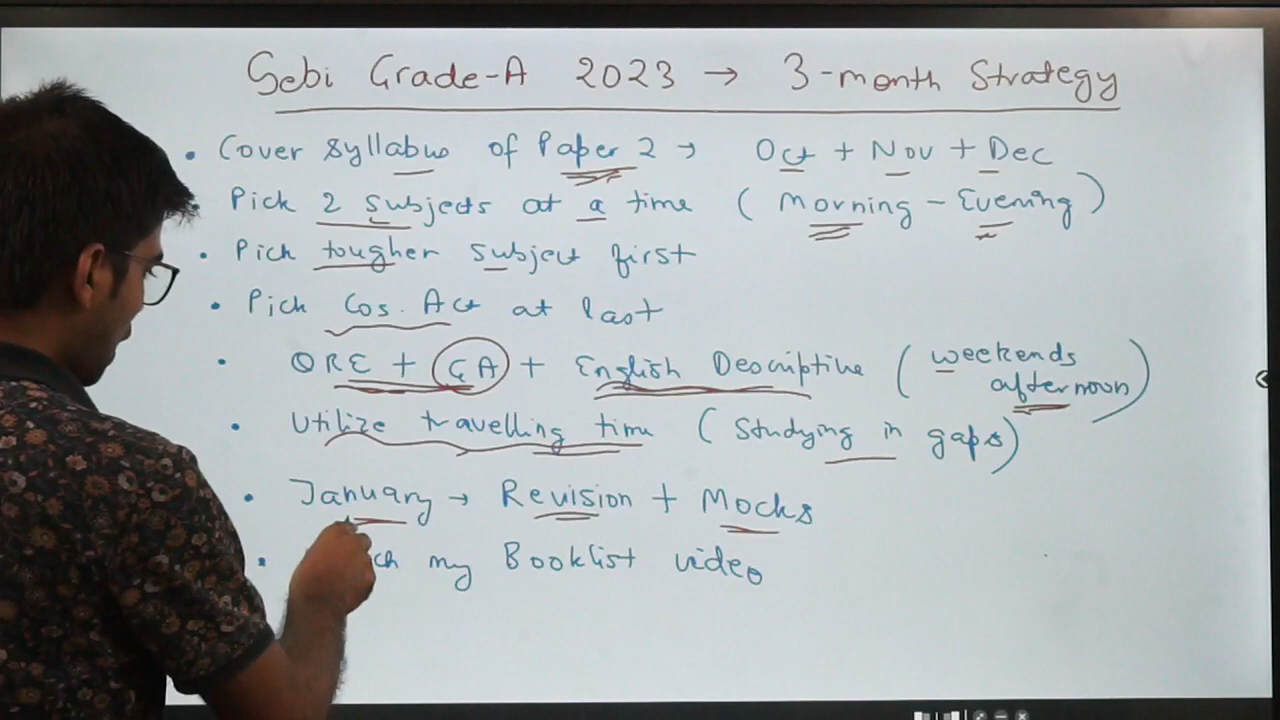 Sebi Grade-A 2023 → 3-month Strategy
• Cover syllabus of Paper 2 → Oct + Nov + Dec
• Pick 2 subjects at a time (Morning - Evening)
• Pick tougher subject first
• Pick Cos. Act at last
• QRE + GA + English Descriptive (weekends afternoon)
• Utilize travelling time (Studying in gaps)
• January → Revision + Mocks
• my Booklist video